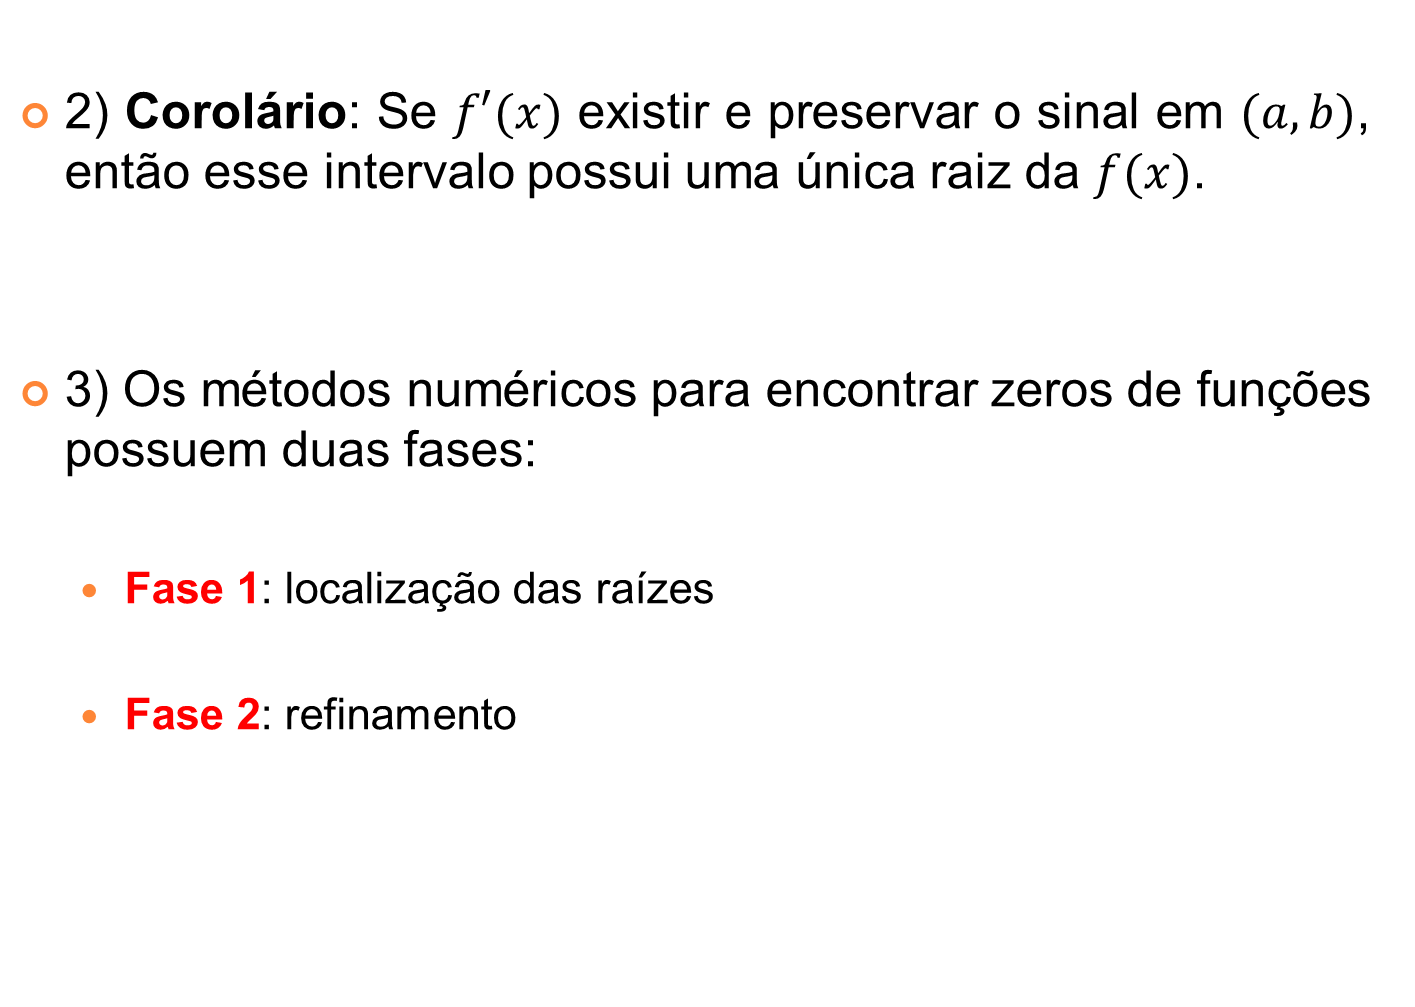 2) Corolário: Se 𝑓′(𝑥) existir e preservar o sinal em (𝑎, 𝑏),
então esse intervalo possui uma única raiz da 𝑓(𝑥).
3) Os métodos numéricos para encontrar zeros de funções
possuem duas fases:
Fase 1: localização das raízes
Fase 2: refinamento